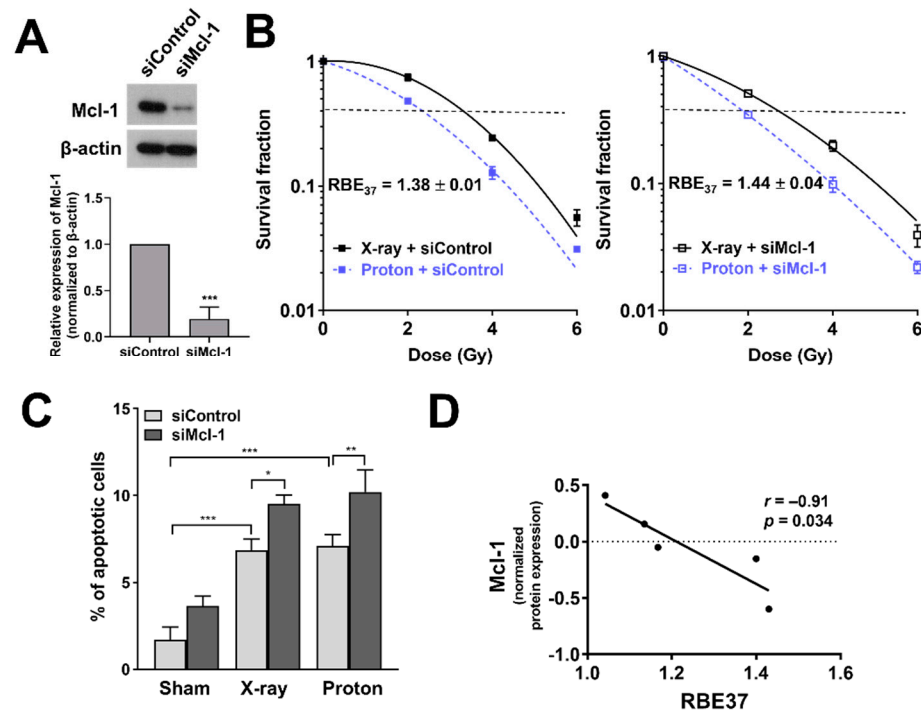 A
siControl
siMcl-1
Mcl-1
β-actin
Relative expression of Mcl-1
(normalized to β-actin)
1.5
1.0
0.5
0.0
***
siControl
siMcl-1
B
Survival fraction
1
0.1
0.01
RBE37 = 1.38 ± 0.01
X-ray + siControl
Proton + siControl
0
2
4
6
Dose (Gy)
Survival fraction
1
0.1
0.01
RBE37 = 1.44 ± 0.04
X-ray + siMcl-1
Proton + siMcl-1
0
2
4
6
Dose (Gy)
C
% of apoptotic cells
15
10
5
0
siControl
siMcl-1
***
***
*
**
Sham
X-ray
Proton
D
Mcl-1
(normalized
protein expression)
0.5
0.0
-0.5
-1.0
r = –0.91
p = 0.034
1.0
1.2
1.4
1.6
RBE37